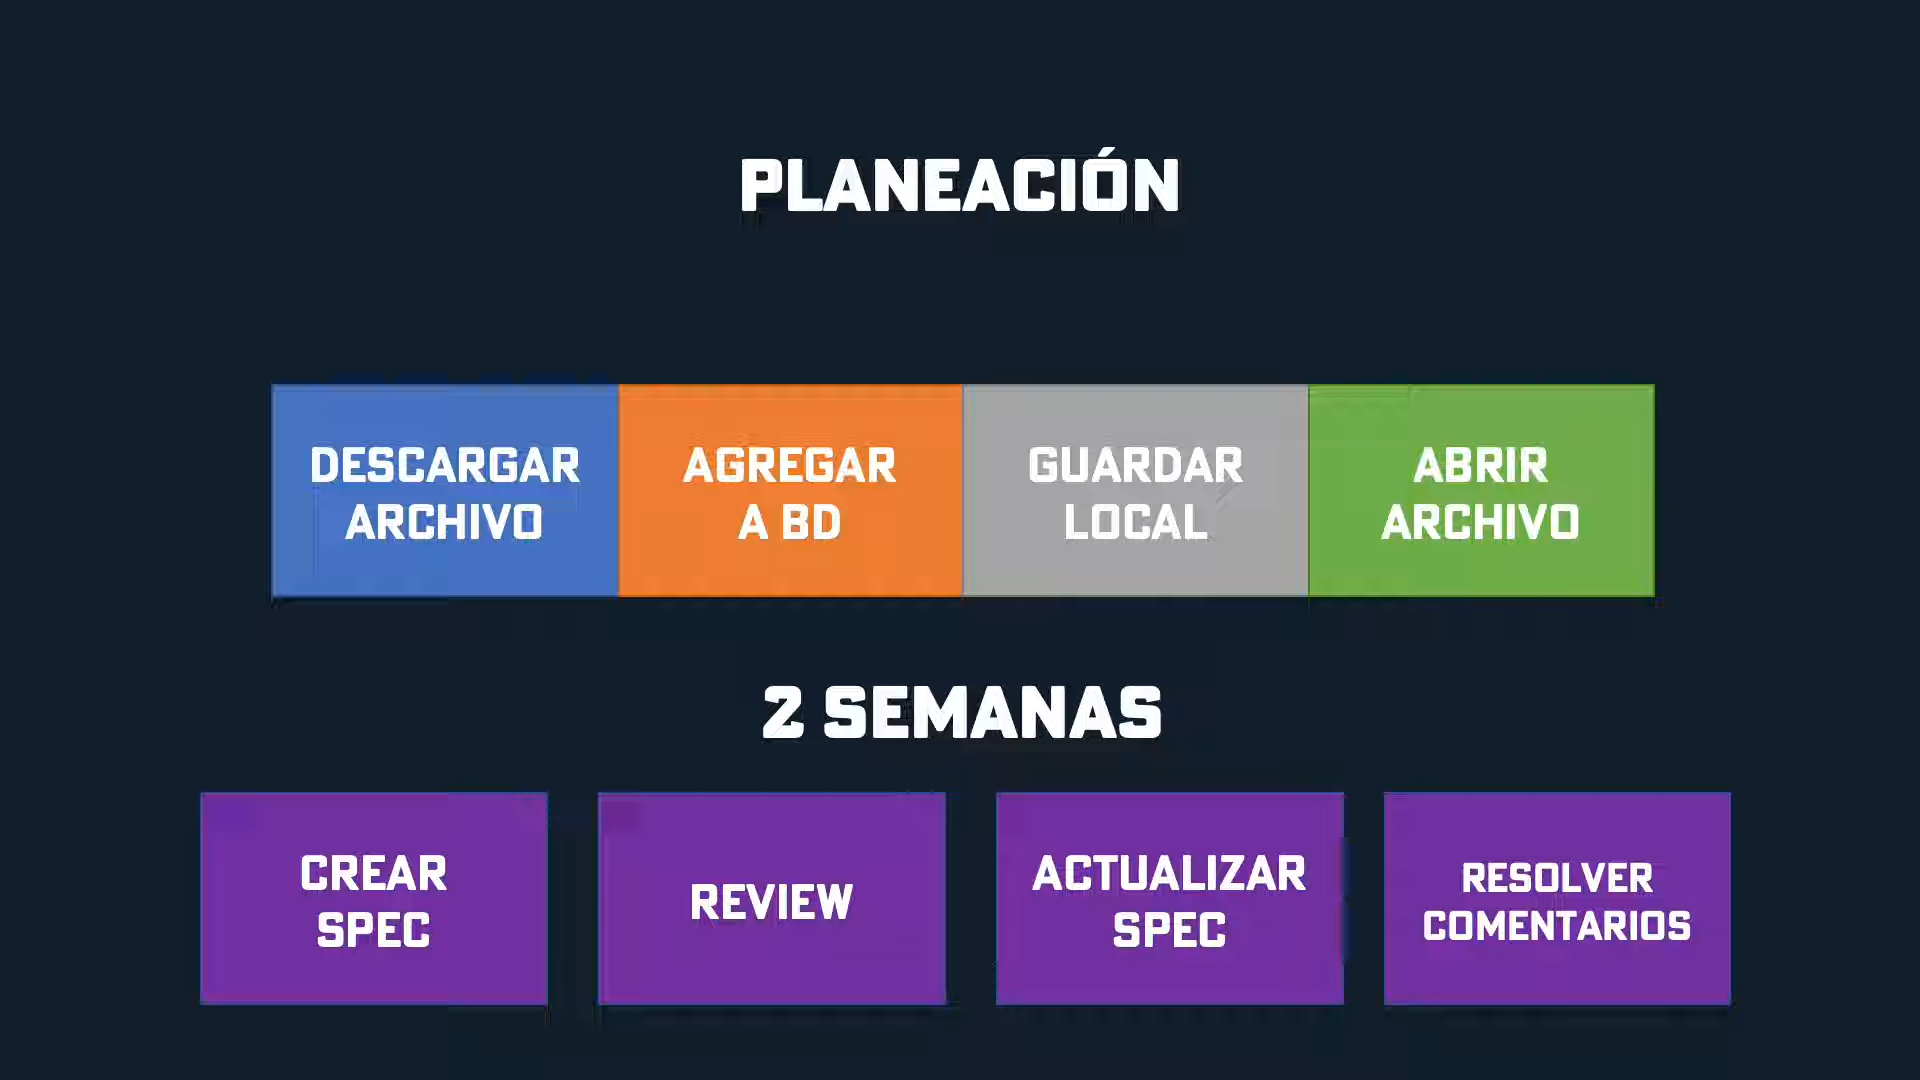 PLANEACIÓN
DESCARGAR
ARCHIVO
AGREGAR
A BD
GUARDAR
LOCAL
ABRIR
ARCHIVO
2 SEMANAS
CREAR
SPEC
REVIEW
ACTUALIZAR
SPEC
RESOLVER
COMENTARIOS